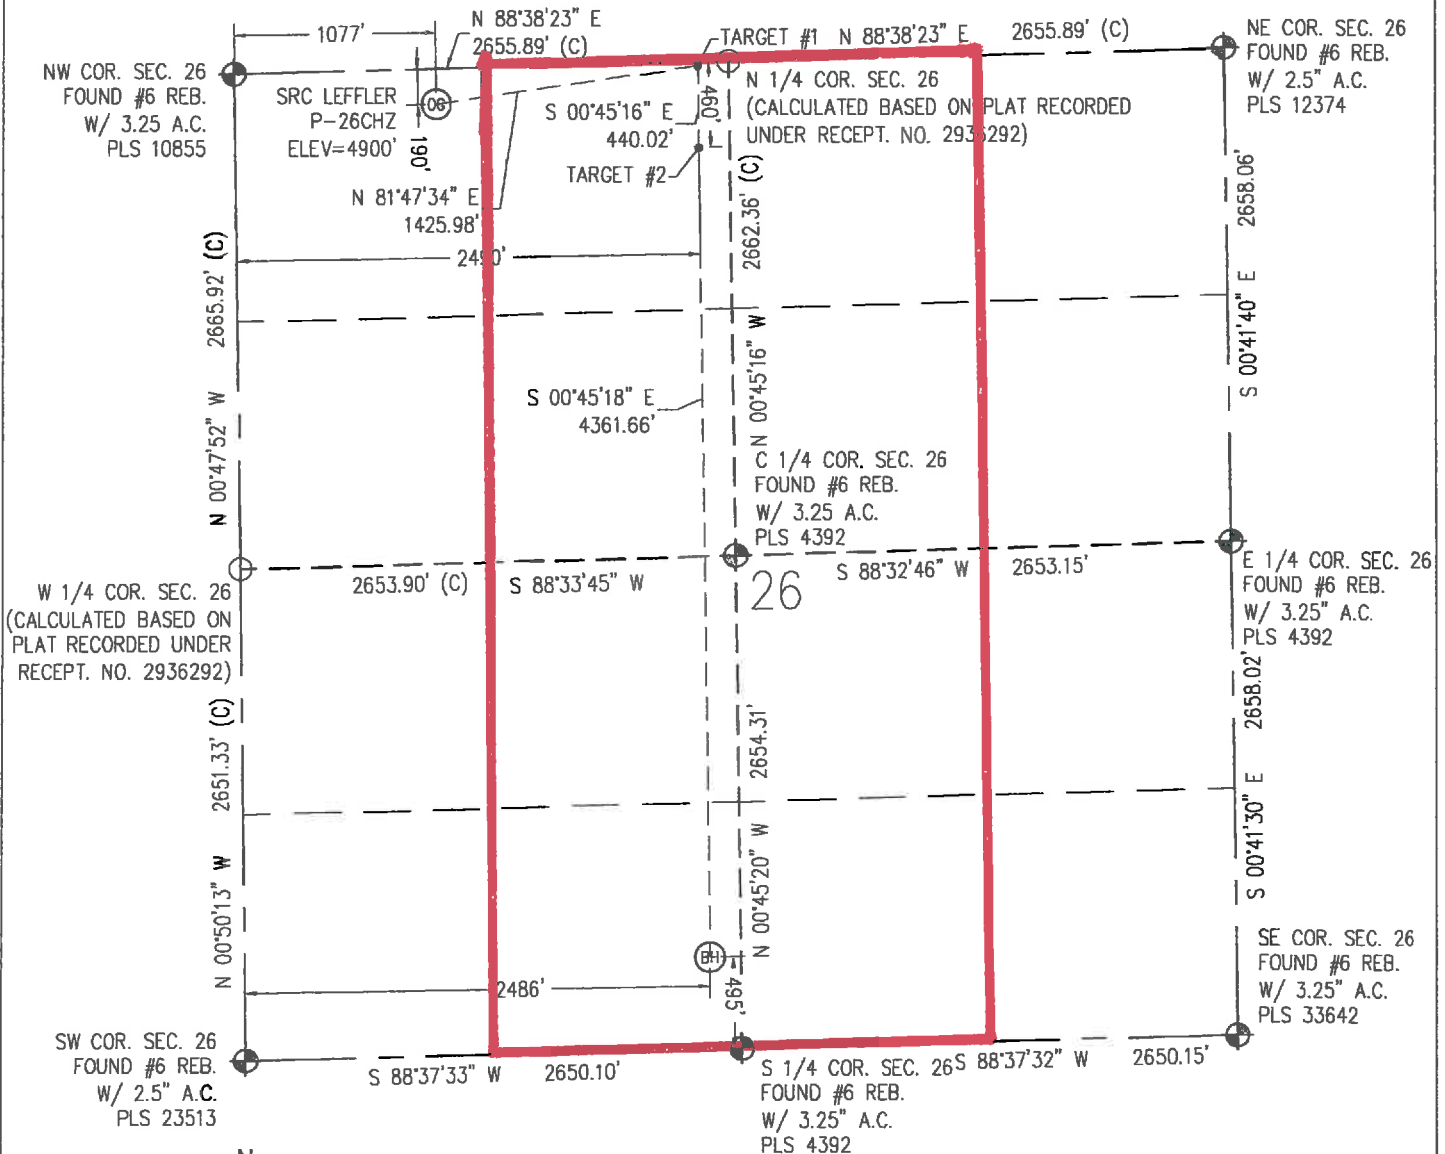 1077'
N 88°38'23" E
2655.89' (C)
TARGET #1
N 88°38'23" E
2655.89' (C)
NE COR. SEC. 26
FOUND #6 REB.
W/ 2.5" A.C.
PLS 12374
NW COR. SEC. 26
FOUND #6 REB.
W/ 3.25 A.C.
PLS 10855
SRC LEFFLER
P-26CHZ
ELEV=4900'
06
190'
S 00°45'16" E
440.02'
460'
N 1/4 COR. SEC. 26
(CALCULATED BASED ON PLAT RECORDED
UNDER RECEPT. NO. 2936292)
TARGET #2
N 81°47'34" E
1425.98'
2662.36' (C)
2658.06'
2490'
2665.92' (C)
N 00°45'16" W
S 00°41'40" E
S 00°45'18" E
4361.66'
N 00°47'52" W
C 1/4 COR. SEC. 26
FOUND #6 REB.
W/ 3.25 A.C.
PLS 4392
W 1/4 COR. SEC. 26
(CALCULATED BASED ON
PLAT RECORDED UNDER
RECEPT. NO. 2936292)
2653.90' (C)
S 88°33'45" W
26
S 88°32'46" W
2653.15'
E 1/4 COR. SEC. 26
FOUND #6 REB.
W/ 3.25" A.C.
PLS 4392
2651.33' (C)
2654.31'
2658.02'
N 00°50'13" W
N 00°45'20" W
S 00°41'30" E
BH
2486'
495'
SE COR. SEC. 26
FOUND #6 REB.
W/ 3.25" A.C.
PLS 33642
SW COR. SEC. 26
FOUND #6 REB.
W/ 2.5" A.C.
PLS 23513
S 88°37'33" W
2650.10'
S 1/4 COR. SEC. 26
FOUND #6 REB.
W/ 3.25" A.C.
PLS 4392
S 88°37'32" W
2650.15'